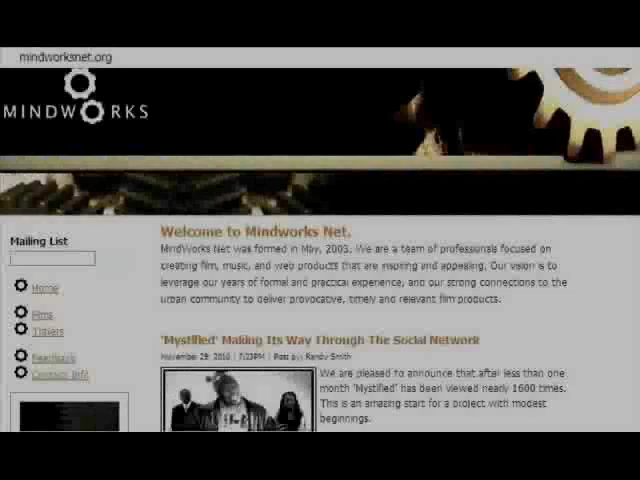 mindworksnet.org
MINDWORKS
Mailing List
Welcome to Mindworks Net.
MindWorks Net was formed in May, 2003. We are a team of professionals focused on
creating film, music, and web products that are inspiring and appealing. Our vision is to
leverage our years of formal and practical experience, and our strong connections to the
urban community to deliver provocative, timely and relevant film products.
Home
Films
Trailers
Feedback
Contact Info
'Mystified' Making Its Way Through The Social Network
November 29, 2010 | 7:23PM | Post by: Randy Smith
We are pleased to announce that after less than one
month 'Mystified' has been viewed nearly 1600 times.
This is an amazing start for a project with modest
beginnings.